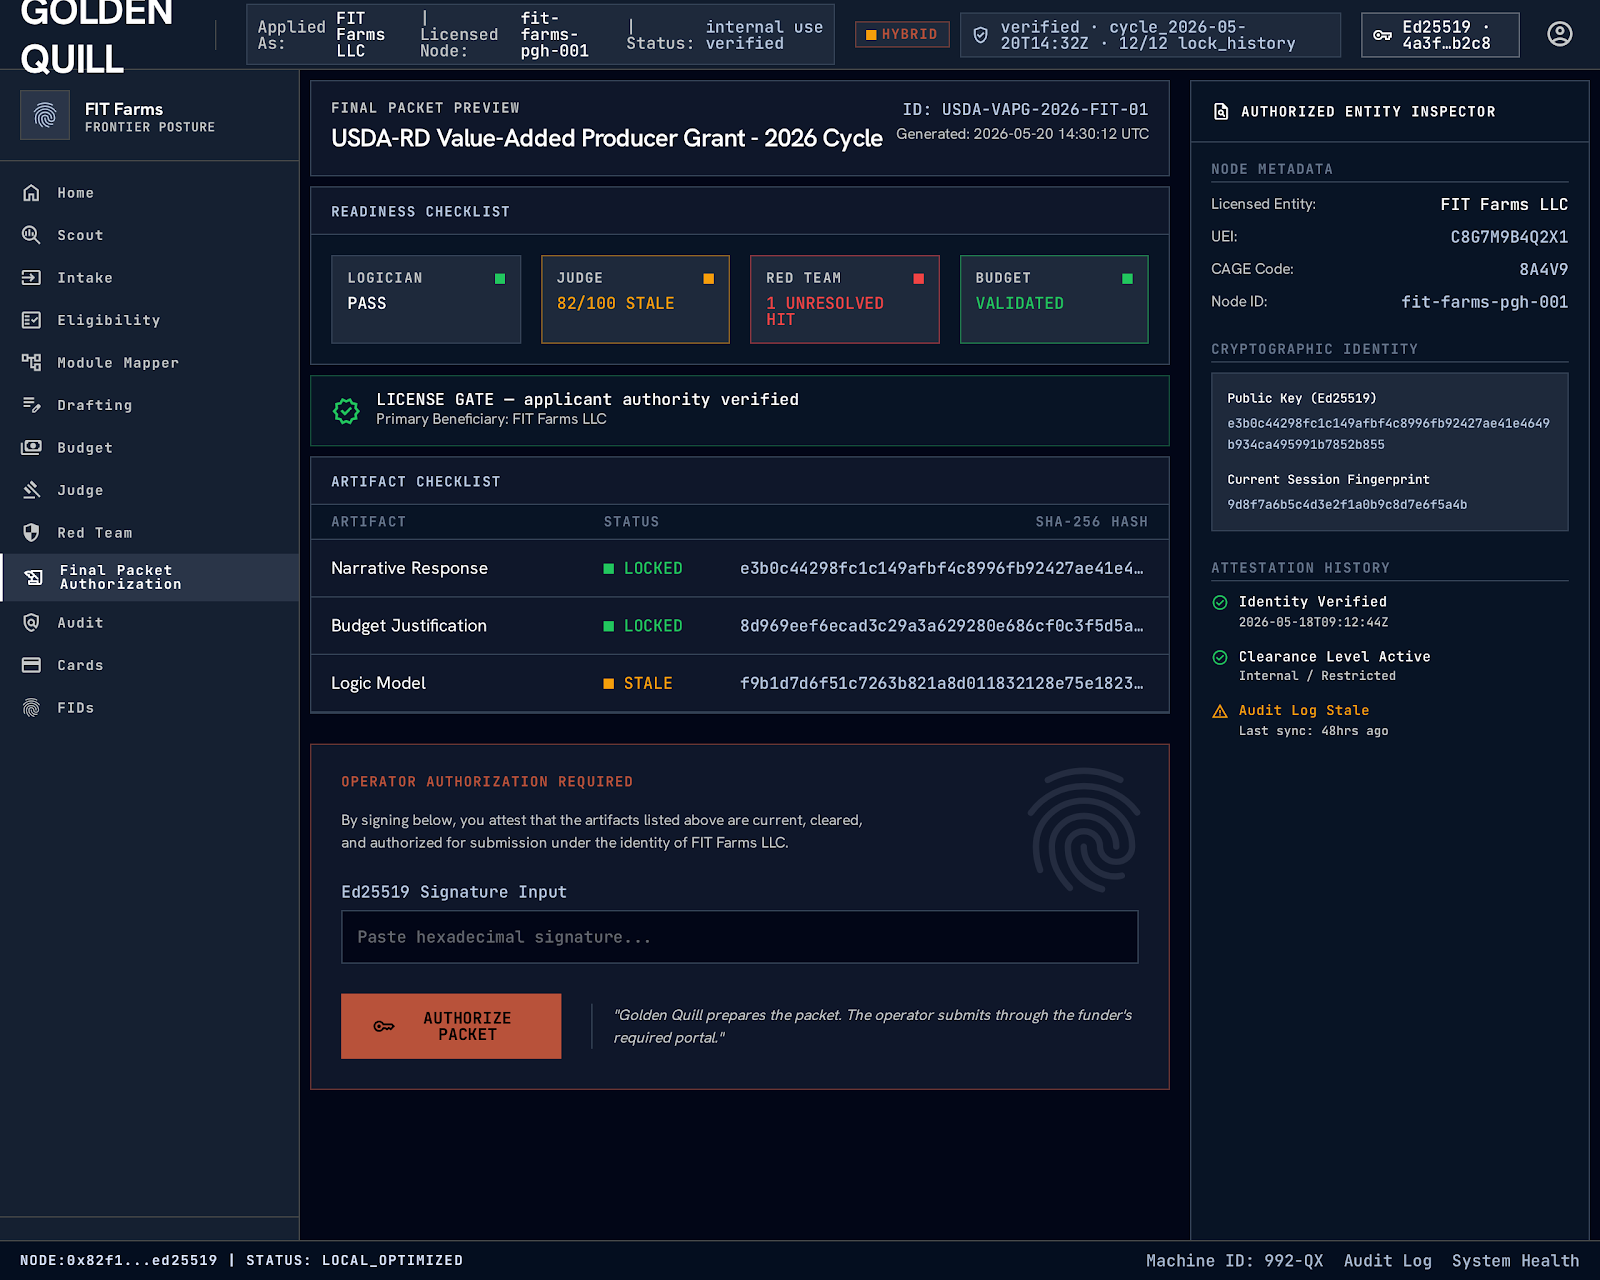 GOLDEN
QUILL
Applied As: FIT Farms LLC | Licensed Node: fit-farms-pgh-001 | Status: internal use verified
HYBRID
verified · cycle_2026-05-20T14:32Z · 12/12 lock_history
Ed25519 · 4a3f…b2c8
FIT Farms
FRONTIER POSTURE
Home
Scout
Intake
Eligibility
Module Mapper
Drafting
Budget
Judge
Red Team
Final Packet
Authorization
Audit
Cards
FIDs
FINAL PACKET PREVIEW
USDA-RD Value-Added Producer Grant - 2026 Cycle
ID: USDA-VAPG-2026-FIT-01
Generated: 2026-05-20 14:30:12 UTC
READINESS CHECKLIST
LOGICIAN
PASS
JUDGE
82/100 STALE
RED TEAM
1 UNRESOLVED
HIT
BUDGET
VALIDATED
LICENSE GATE — applicant authority verified
Primary Beneficiary: FIT Farms LLC
ARTIFACT CHECKLIST
ARTIFACT STATUS SHA-256 HASH
Narrative Response LOCKED e3b0c44298fc1c149afbf4c8996fb92427ae41e4…
Budget Justification LOCKED 8d969eef6ecad3c29a3a629280e686cf0c3f5d5a…
Logic Model STALE f9b1d7d6f51c7263b821a8d011832128e75e1823…
OPERATOR AUTHORIZATION REQUIRED
By signing below, you attest that the artifacts listed above are current, cleared,
and authorized for submission under the identity of FIT Farms LLC.
Ed25519 Signature Input
Paste hexadecimal signature...
AUTHORIZE
PACKET
"Golden Quill prepares the packet. The operator submits through the funder's
required portal."
AUTHORIZED ENTITY INSPECTOR
NODE METADATA
Licensed Entity: FIT Farms LLC
UEI: C8G7M9B4Q2X1
CAGE Code: 8A4V9
Node ID: fit-farms-pgh-001
CRYPTOGRAPHIC IDENTITY
Public Key (Ed25519)
e3b0c44298fc1c149afbf4c8996fb92427ae41e4649
b934ca495991b7852b855
Current Session Fingerprint
9d8f7a6b5c4d3e2f1a0b9c8d7e6f5a4b
ATTESTATION HISTORY
Identity Verified
2026-05-18T09:12:44Z
Clearance Level Active
Internal / Restricted
Audit Log Stale
Last sync: 48hrs ago
NODE:0x82f1...ed25519 | STATUS: LOCAL_OPTIMIZED
Machine ID: 992-QX Audit Log System Health